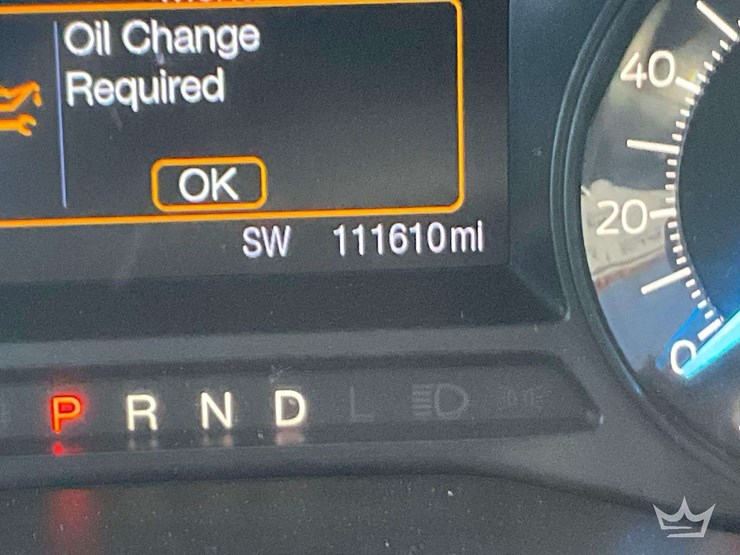 Oil Change
Required
OK
SW 111610mi
40
20
0
P R N D L